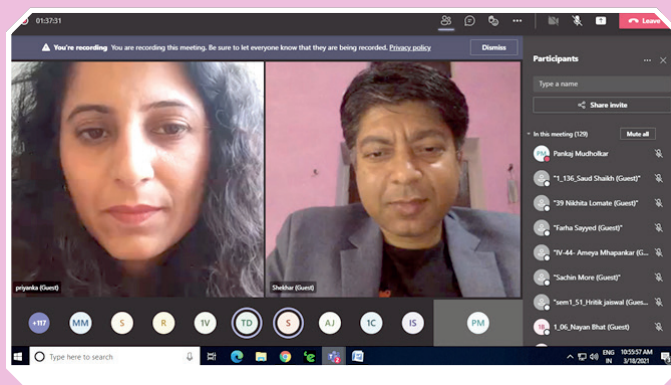 01:37:31
Leave
You're recording You are recording this meeting. Be sure to let everyone know that they are being recorded. Privacy policy
Dismiss
Participants
Type a name
Share invite
In this meeting (129)
Mute all
PM Pankaj Mudholkar
"1_136_Saud Shaikh (Guest)"
"39 Nikhita Lomate (Guest)"
"Farha Sayyed (Guest)"
"IV-44- Ameya Mhapankar (G...
"Sachin More (Guest)"
"sem1_51_Hritik jaiswal (Gues...
1_06_Nayan Bhat (Guest)
priyanka (Guest)
Shekhar (Guest)
+117 MM S R 1V TD S AJ 1C IS PM
Type here to search
ENG 10:55:57 AM
IN 3/18/2021